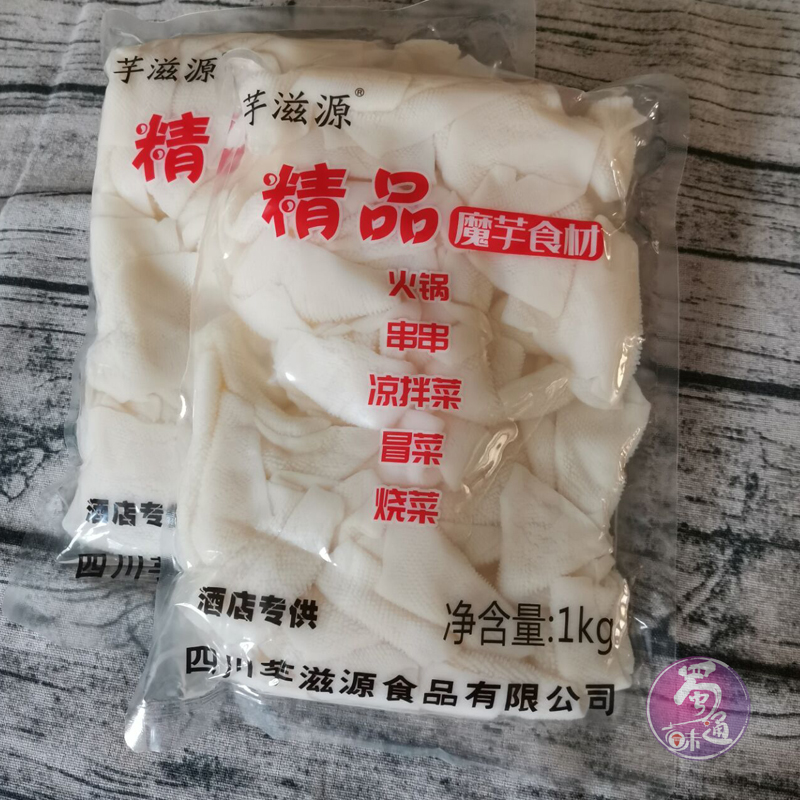 芋滋源
芋滋源®
精
精品
魔芋食材
火锅
串串
凉拌菜
冒菜
烧菜
酒店专
酒店专供
净含量:1kg
四川芋
四川芋滋源食品有限公司
蜀通
味